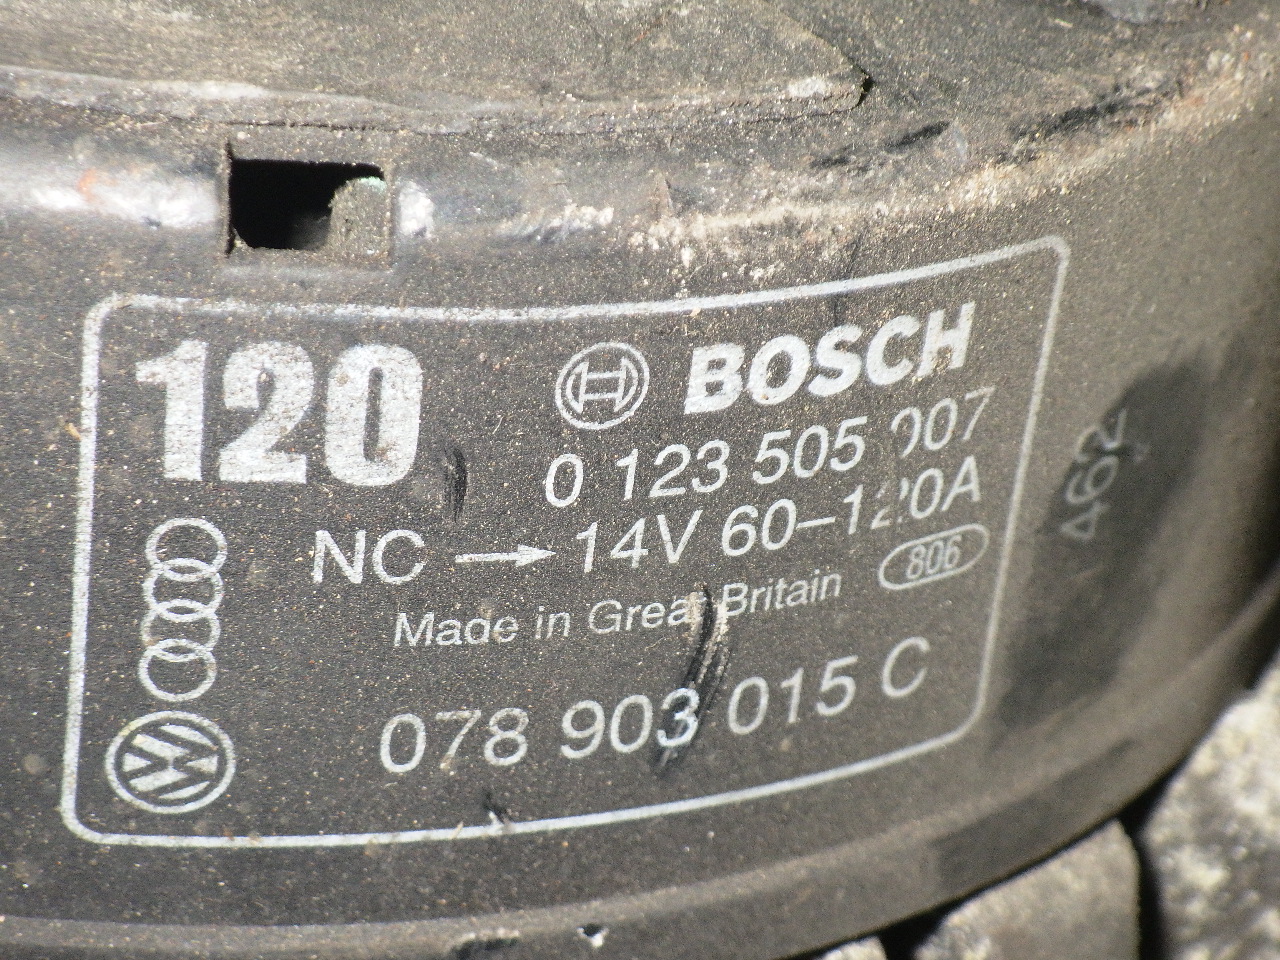 120
BOSCH
0 123 505 007
NC → 14V 60–120A
Made in Great Britain
806
078 903 015 C
462